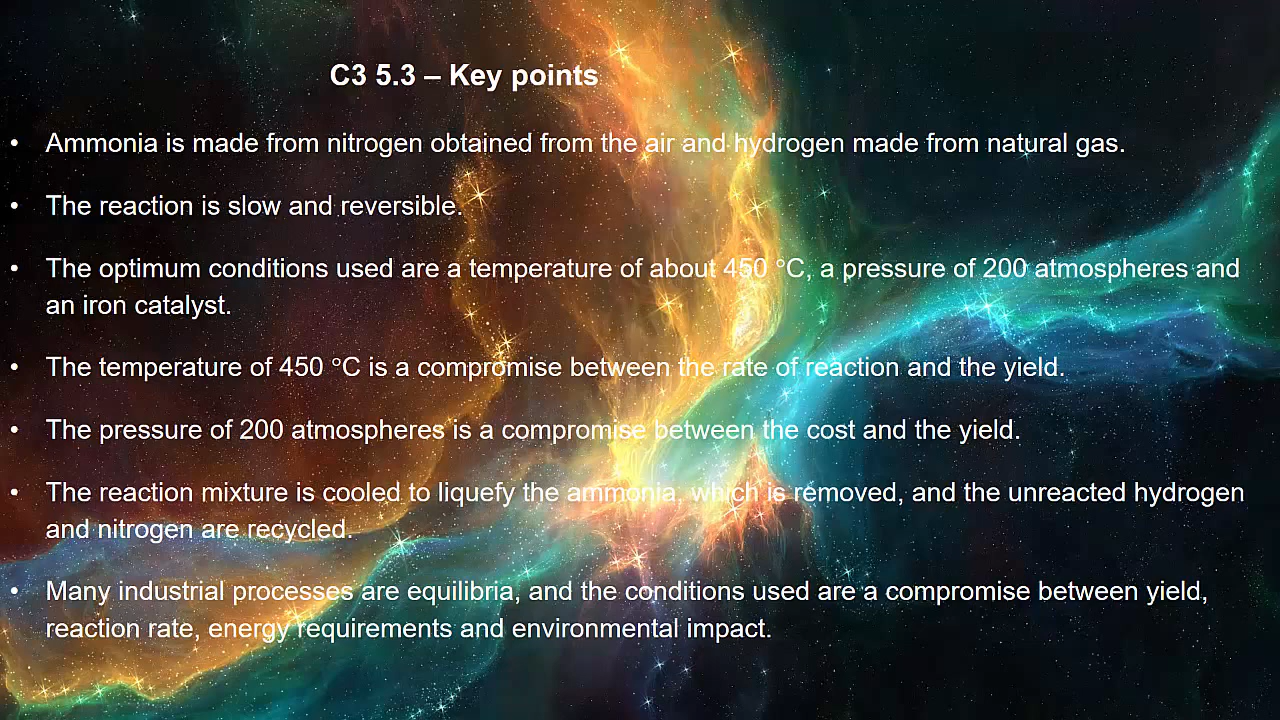 C3 5.3 – Key points
• Ammonia is made from nitrogen obtained from the air and hydrogen made from natural gas.
• The reaction is slow and reversible.
• The optimum conditions used are a temperature of about 450 °C, a pressure of 200 atmospheres and
an iron catalyst.
• The temperature of 450 °C is a compromise between the rate of reaction and the yield.
• The pressure of 200 atmospheres is a compromise between the cost and the yield.
• The reaction mixture is cooled to liquefy the ammonia, which is removed, and the unreacted hydrogen
and nitrogen are recycled.
• Many industrial processes are equilibria, and the conditions used are a compromise between yield,
reaction rate, energy requirements and environmental impact.